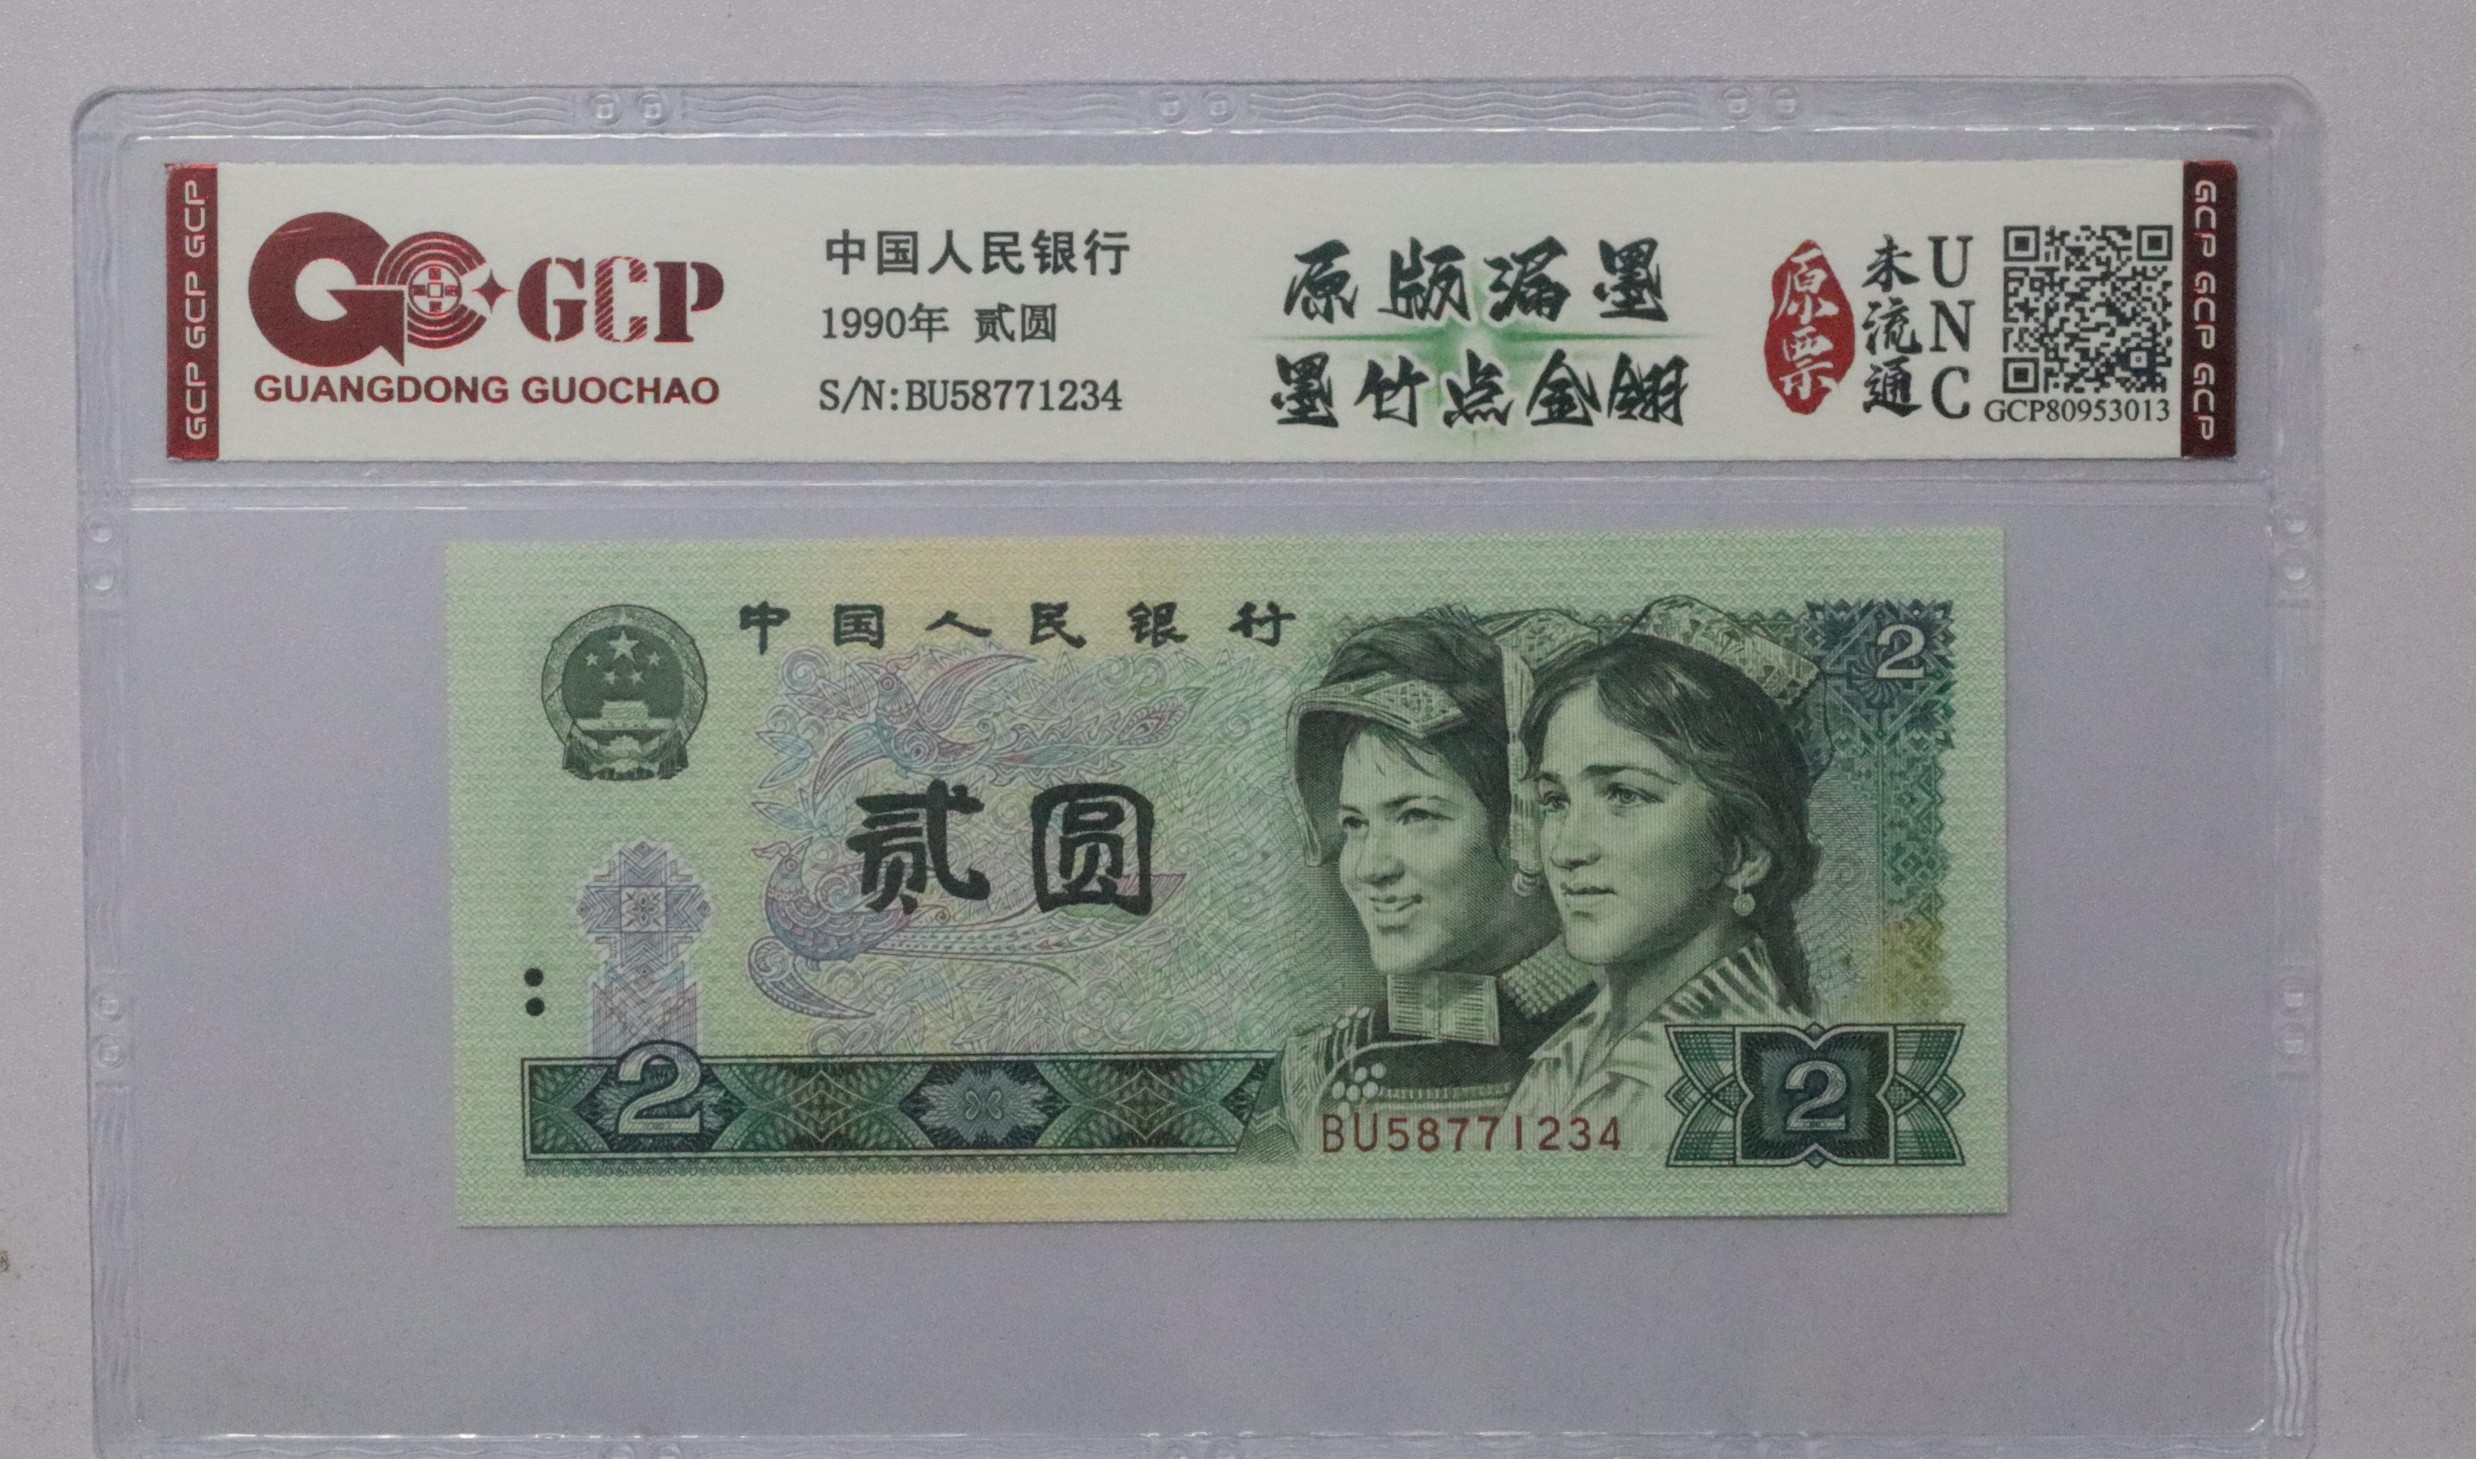 GCP GCP GCP
GCP
GUANGDONG GUOCHAO
中国人民银行
1990年 贰圆
S/N:BU58771234
原版漏墨
墨竹点金翎
原票
未流通
UNC
GCP80953013
GCP GCP GCP
中国人民银行
2
贰圆
2
BU58771234
2